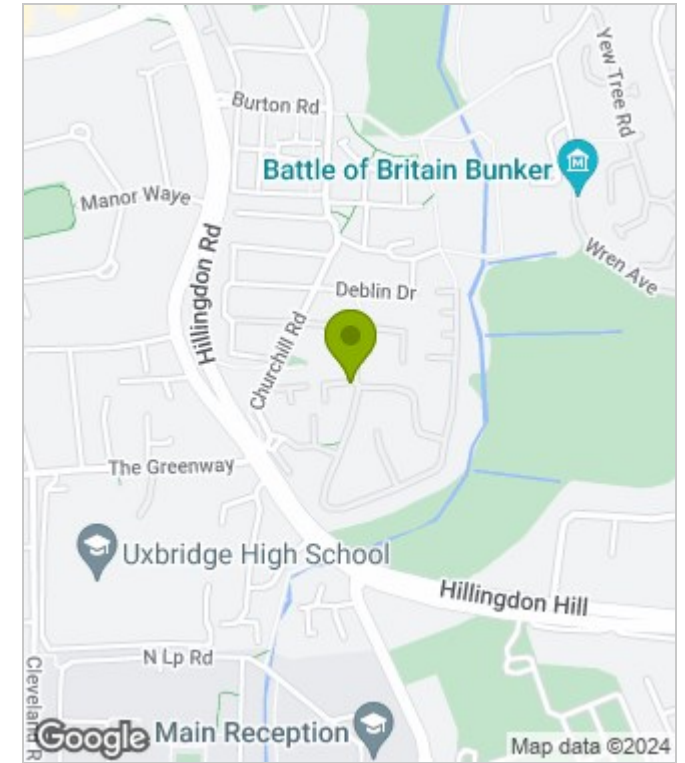 Yew Tree Rd
Burton Rd
Battle of Britain Bunker
Manor Waye
Hillingdon Rd
Wren Ave
Deblin Dr
Churchill Rd
The Greenway
Uxbridge High School
Hillingdon Hill
N Lp Rd
Cleveland R
Main Reception
Google
Map data ©2024